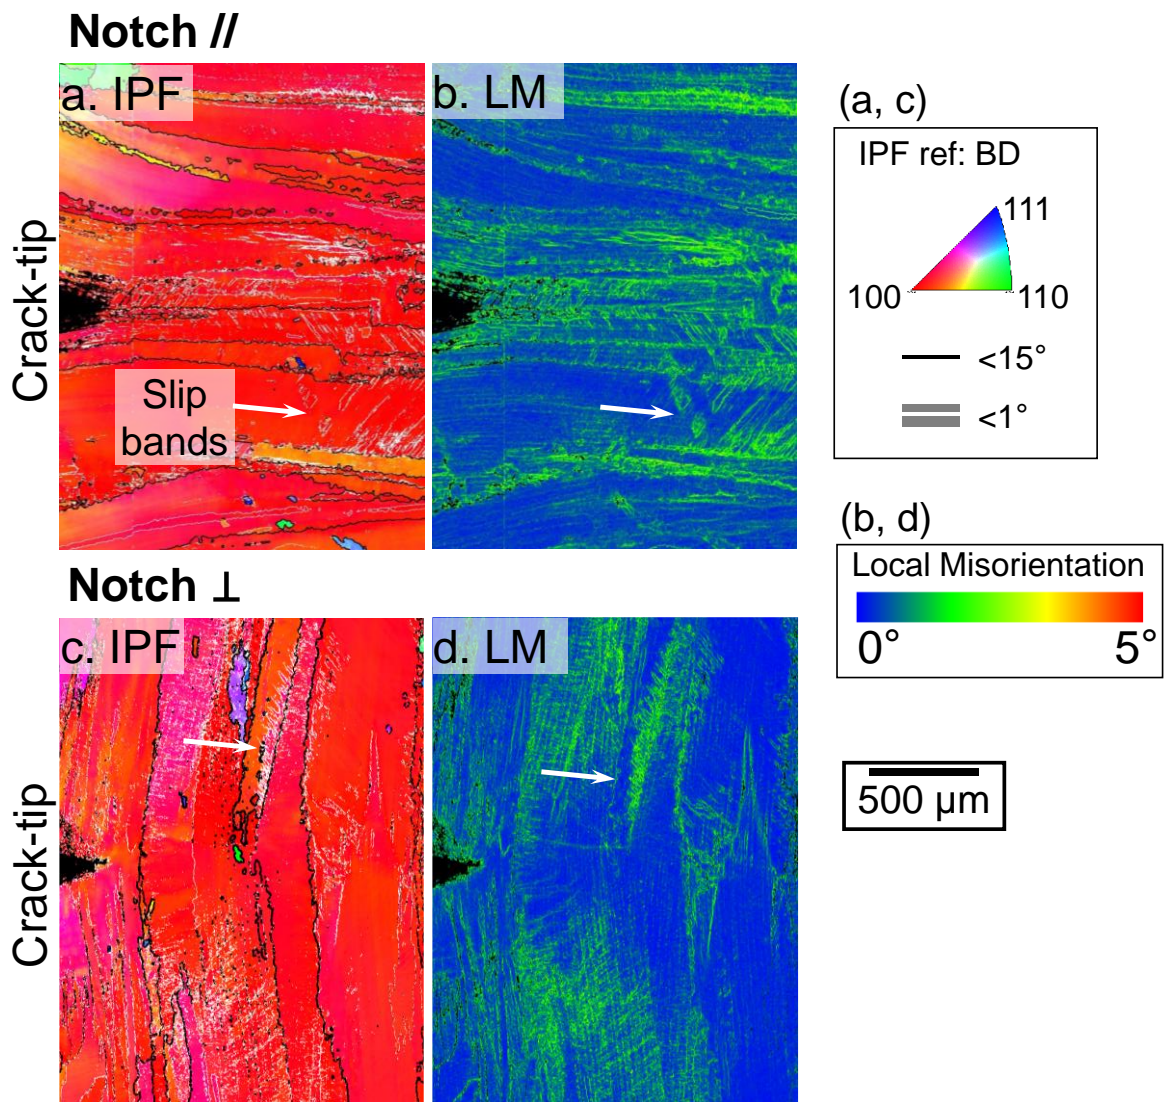 Notch //
a. IPF
b. LM
Crack-tip
Slip
bands
(a, c)
IPF ref: BD
111
100
110
<15°
<1°
(b, d)
Local Misorientation
0°
5°
500 µm
Notch ⊥
c. IPF
d. LM
Crack-tip